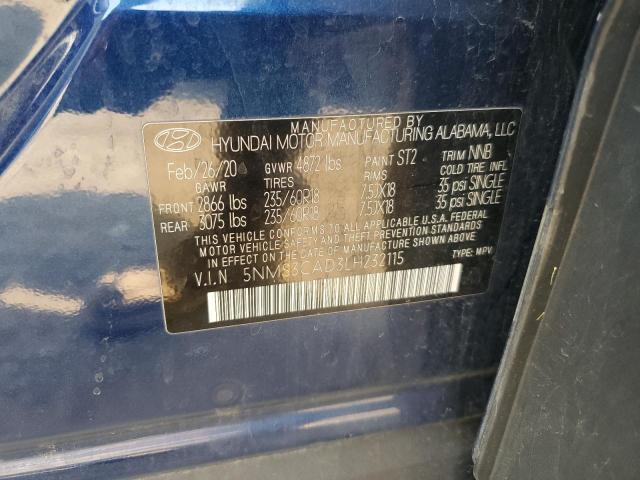 MANUFACTURED BY
HYUNDAI MOTOR MANUFACTURING ALABAMA, LLC
Feb/26/20 GVWR 4872 lbs PAINT ST2 TRIM NNB
GAWR TIRES RIMS COLD TIRE INFL
FRONT 2866 lbs 235/60R18 7.5JX18 35 psi SINGLE
REAR 3075 lbs 235/60R18 7.5JX18 35 psi SINGLE
THIS VEHICLE CONFORMS TO ALL APPLICABLE U.S.A. FEDERAL
MOTOR VEHICLE SAFETY STANDARDS
IN EFFECT ON THE DATE OF MANUFACTURE SHOWN ABOVE.
V.I.N 5NMS3CAD3LH232115 TYPE: MPV